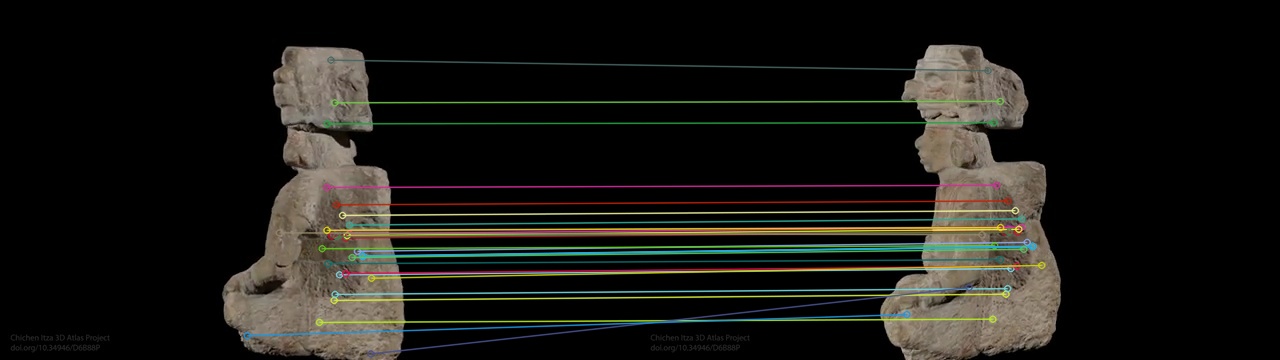 Chichen Itza 3D Atlas Project
doi.org/10.34946/D6B88P
Chichen Itza 3D Atlas Project
doi.org/10.34946/D6B88P